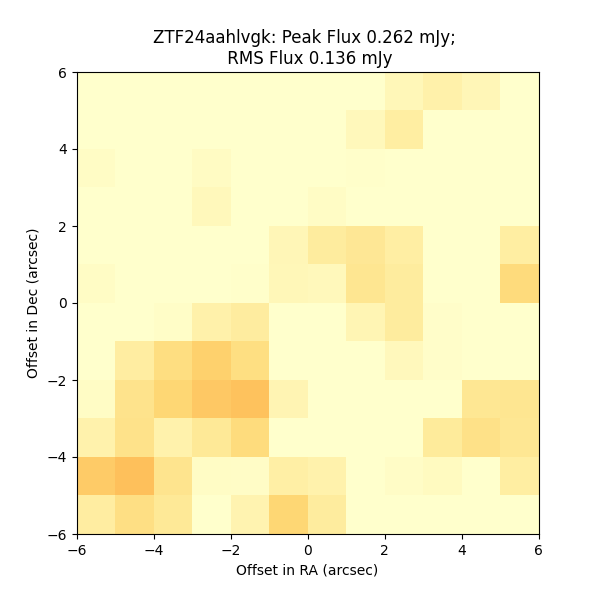 ZTF24aahlvgk: Peak Flux 0.262 mJy;
RMS Flux 0.136 mJy
6
4
2
0
−2
−4
−6
Offset in Dec (arcsec)
−6 −4 −2 0 2 4 6
Offset in RA (arcsec)